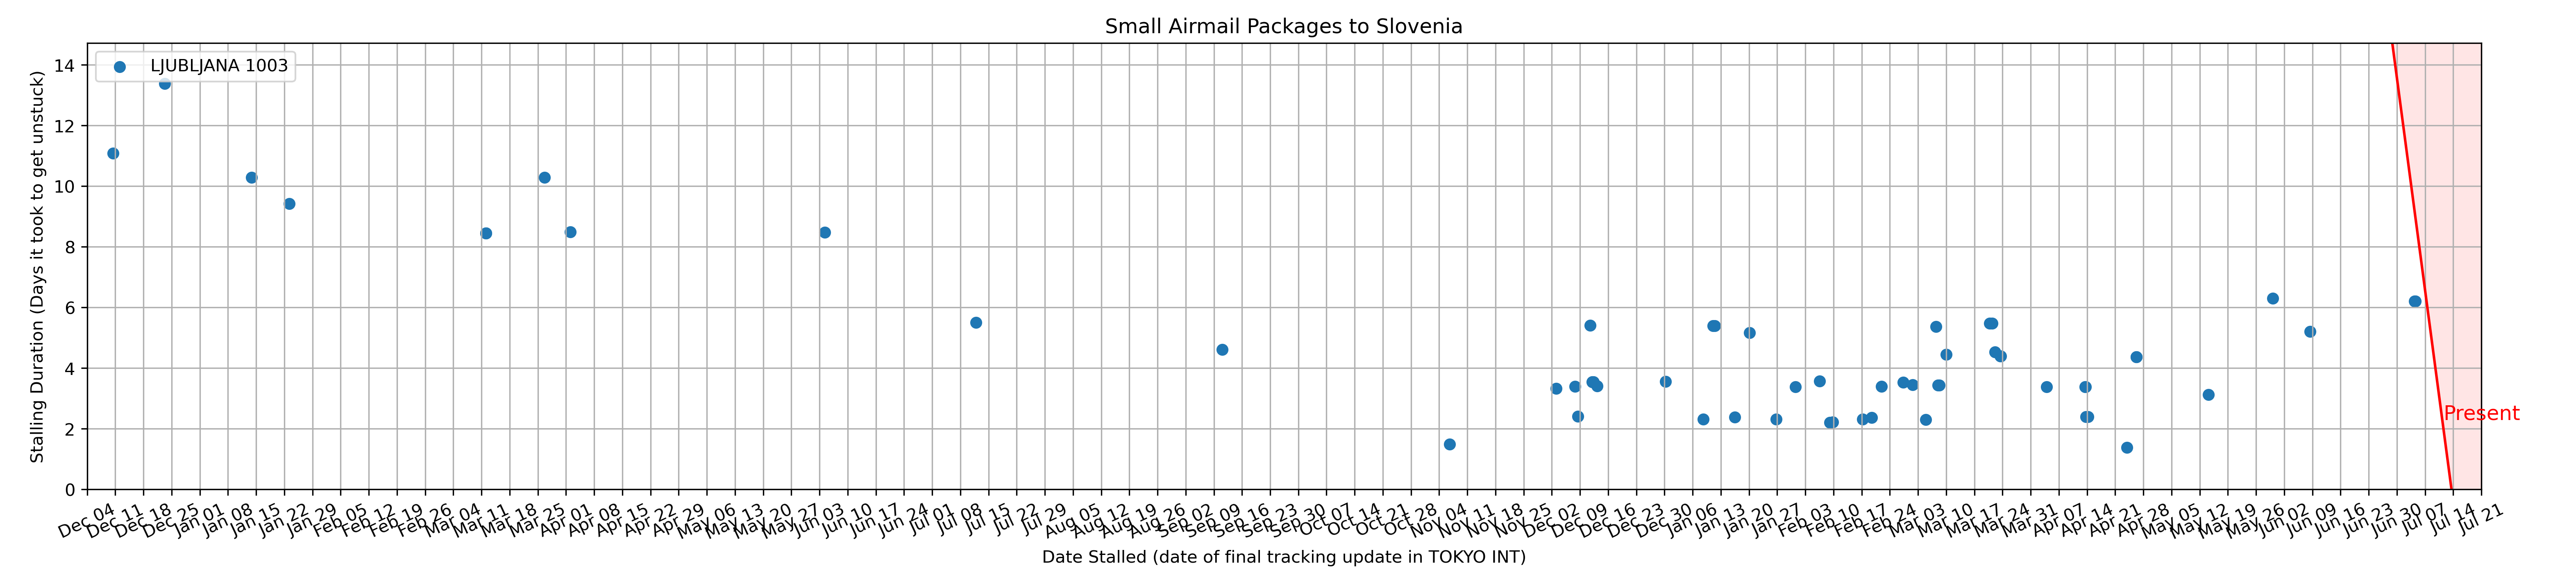 Small Airmail Packages to Slovenia
LJUBLJANA 1003
Stalling Duration (Days it took to get unstuck)
14
12
10
8
6
4
2
0
Present
Dec 04
Dec 11
Dec 18
Dec 25
Jan 01
Jan 08
Jan 15
Jan 22
Jan 29
Feb 05
Feb 12
Feb 19
Feb 26
Mar 04
Mar 11
Mar 18
Mar 25
Apr 01
Apr 08
Apr 15
Apr 22
Apr 29
May 06
May 13
May 20
May 27
Jun 03
Jun 10
Jun 17
Jun 24
Jul 01
Jul 08
Jul 15
Jul 22
Jul 29
Aug 05
Aug 12
Aug 19
Aug 26
Sep 02
Sep 09
Sep 16
Sep 23
Sep 30
Oct 07
Oct 14
Oct 21
Oct 28
Nov 04
Nov 11
Nov 18
Nov 25
Dec 02
Dec 09
Dec 16
Dec 23
Dec 30
Jan 06
Jan 13
Jan 20
Jan 27
Feb 03
Feb 10
Feb 17
Feb 24
Mar 03
Mar 10
Mar 17
Mar 24
Mar 31
Apr 07
Apr 14
Apr 21
Apr 28
May 05
May 12
May 19
May 26
Jun 02
Jun 09
Jun 16
Jun 23
Jun 30
Jul 07
Jul 14
Jul 21
Date Stalled (date of final tracking update in TOKYO INT)